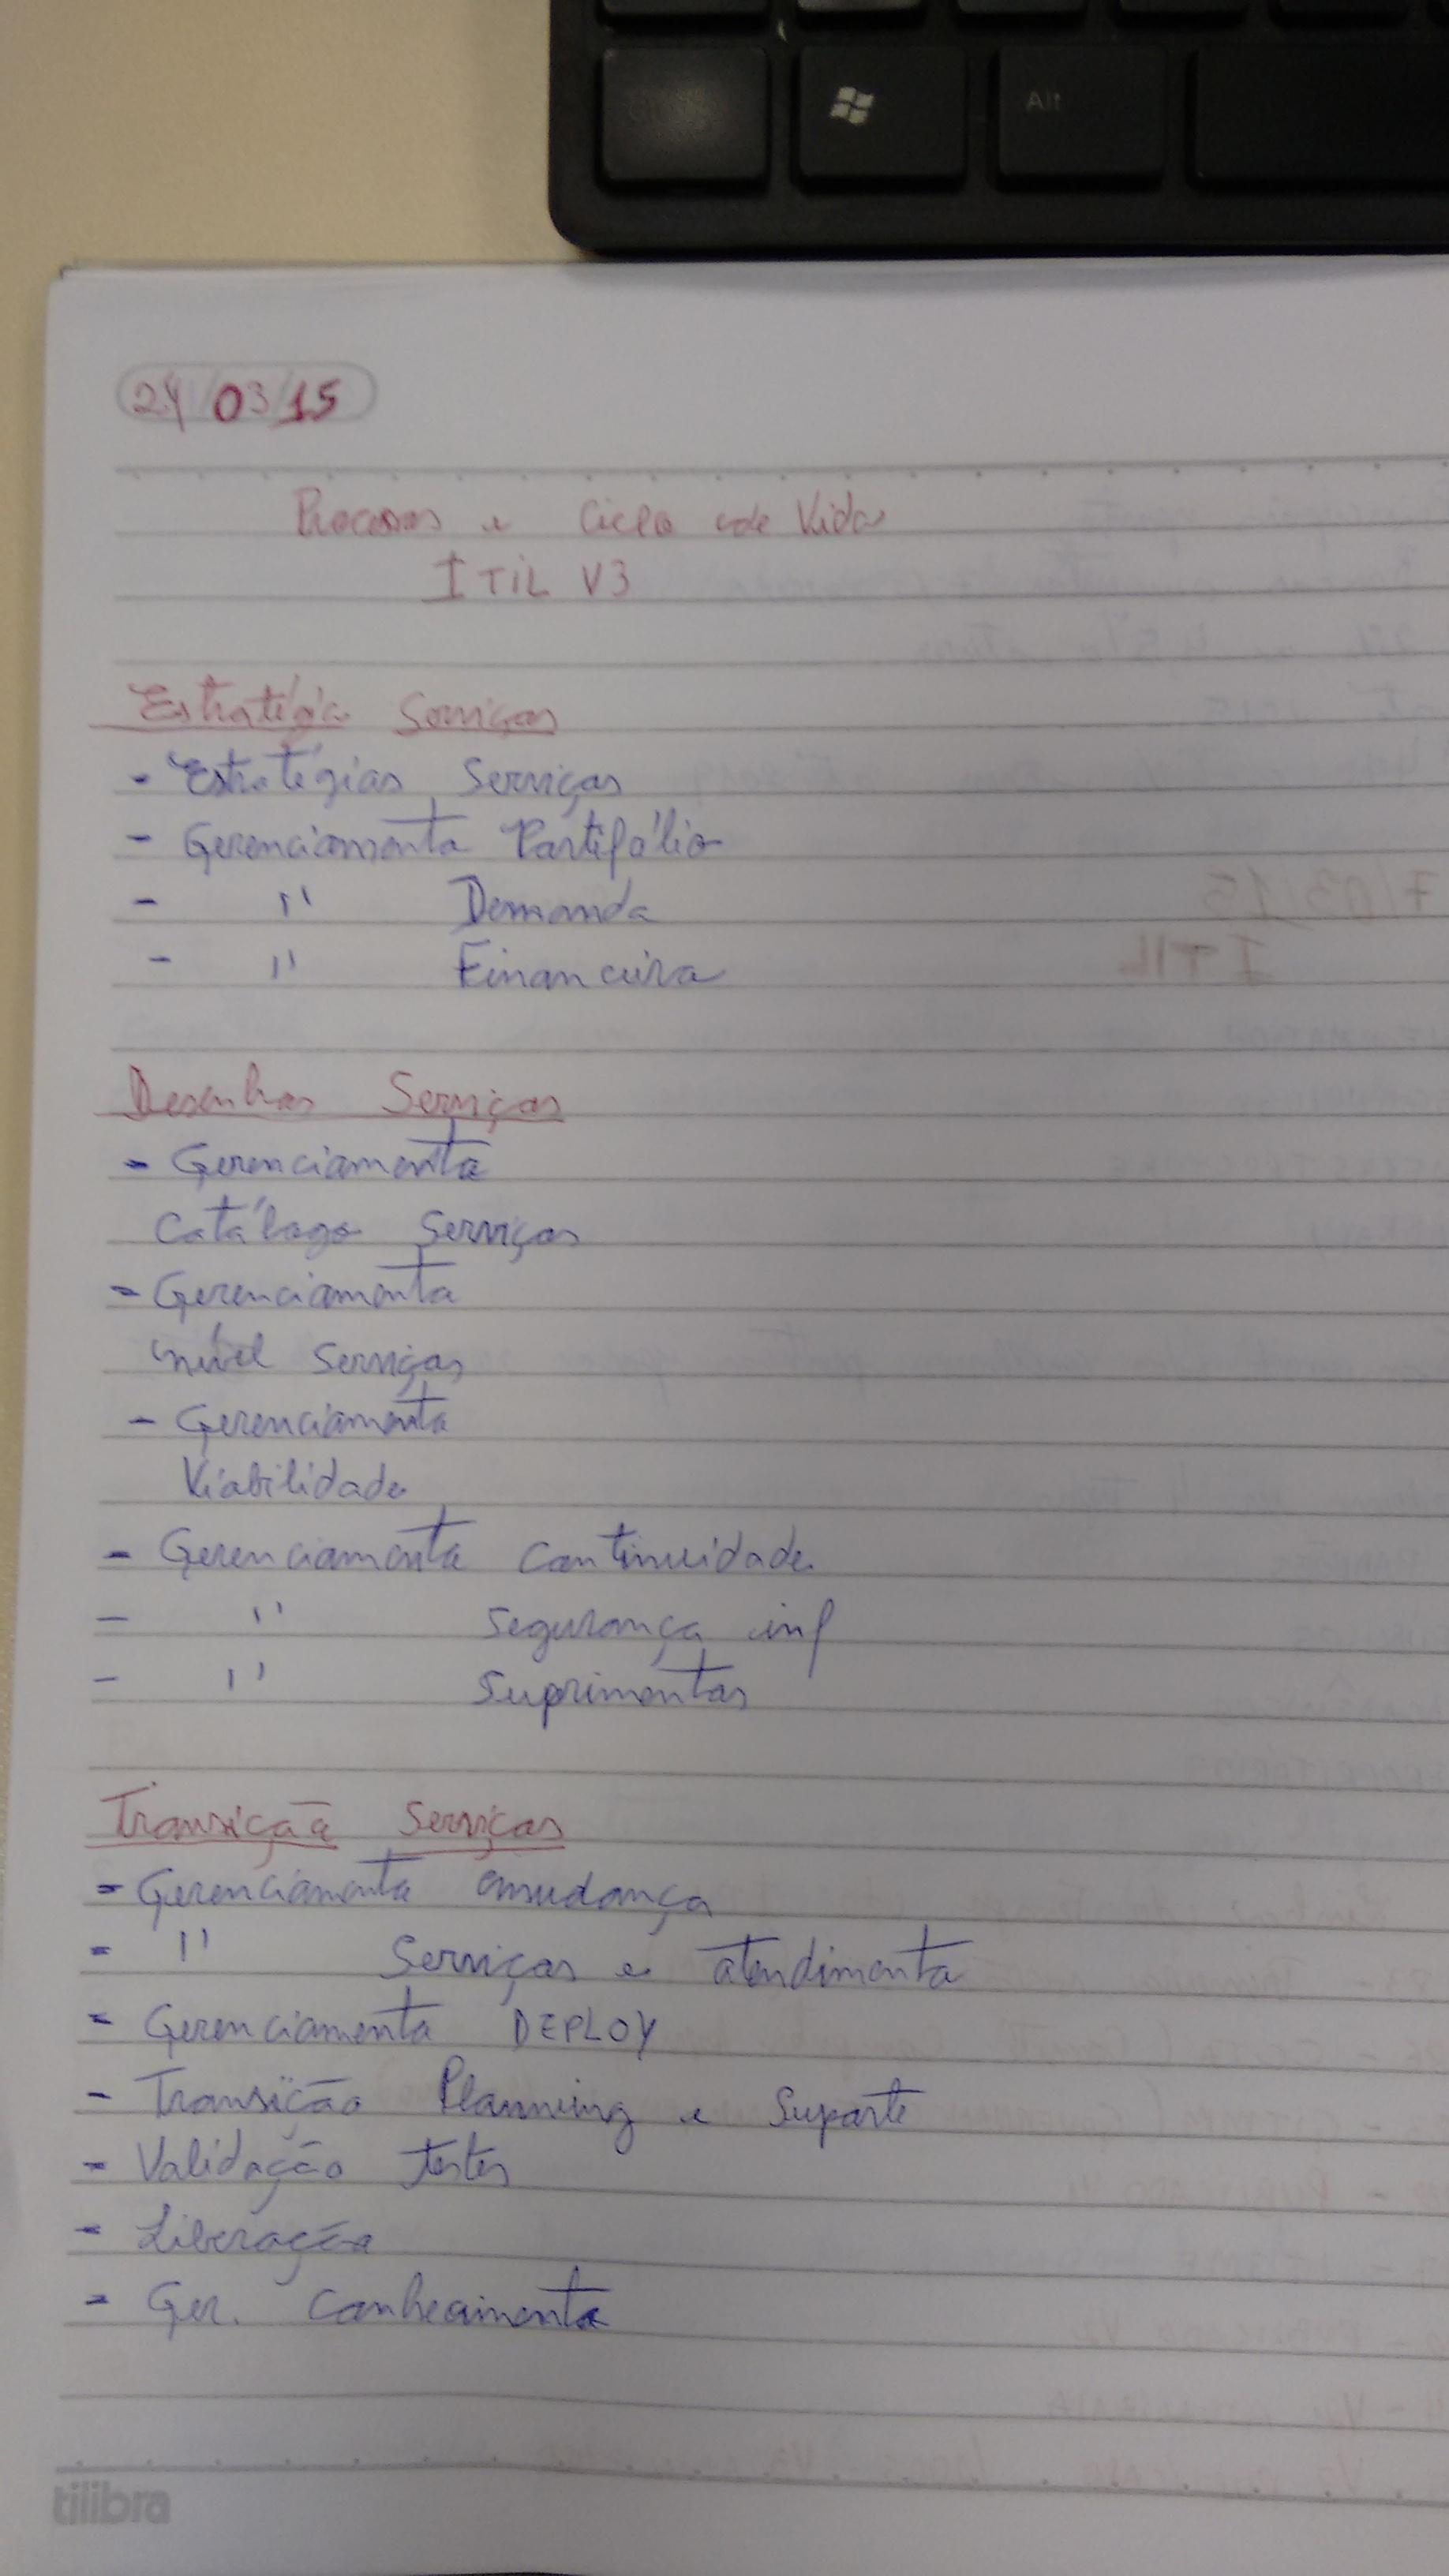 Alt
24/03/15
Processos e Ciclo de Vida
ITIL V3
Estratégia Serviços
- Estratégias Serviços
- Gerenciamento Portifólio
- " Demanda
- " Financeiro
Desenhos Serviços
- Gerenciamento
Catálogo Serviços
- Gerenciamento
nível Serviços
- Gerenciamento
Viabilidade
- Gerenciamento continuidade
- " Segurança inf
- " Suprimentos
Transição Serviços
- Gerenciamento mudança
- " Serviços e atendimento
- Gerenciamento DEPLOY
- Transição Planning e Suporte
- Validação testes
- Liberação
- Ger. Conhecimento
tilibra